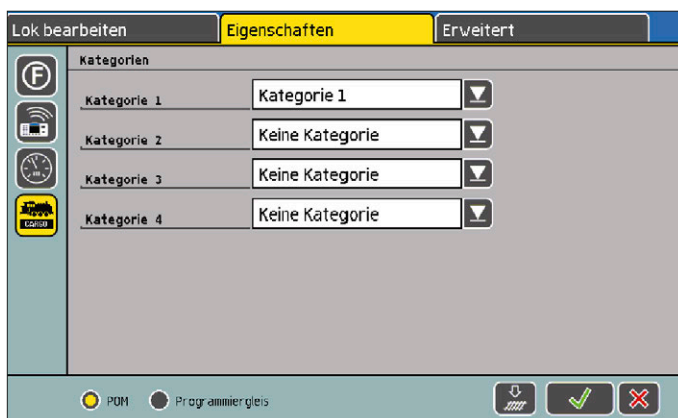 Lok bearbeiten Eigenschaften Erweitert
Kategorien
Kategorie 1 Kategorie 1
Kategorie 2 Keine Kategorie
Kategorie 3 Keine Kategorie
Kategorie 4 Keine Kategorie
F
CARGO
POM Programmiergleis